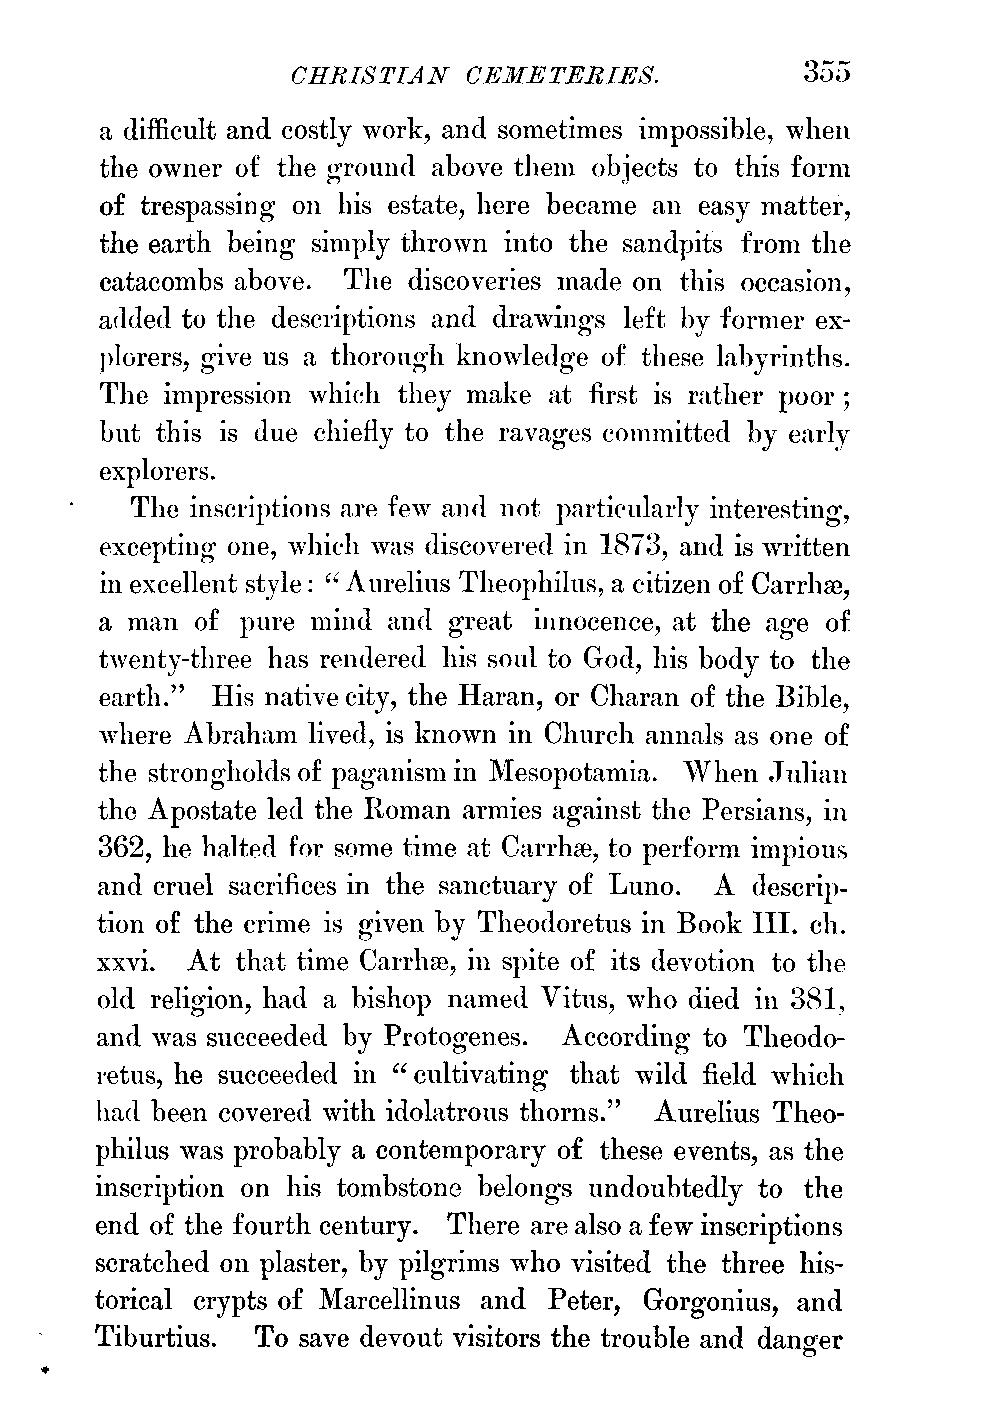 CHRISTIAN CEMETERIES. 355
a difficult and costly work, and sometimes impossible, when
the owner of the ground above them objects to this form
of trespassing on his estate, here became an easy matter,
the earth being simply thrown into the sandpits from the
catacombs above. The discoveries made on this occasion,
added to the descriptions and drawings left by former ex-
plorers, give us a thorough knowledge of these labyrinths.
The impression which they make at first is rather poor ;
but this is due chiefly to the ravages committed by early
explorers.
The inscriptions are few and not particularly interesting,
excepting one, which was discovered in 1873, and is written
in excellent style: “ Aurelius Theophilus, a citizen of Carrhæ,
a man of pure mind and great innocence, at the age of
twenty-three has rendered his soul to God, his body to the
earth.” His native city, the Haran, or Charan of the Bible,
where Abraham lived, is known in Church annals as one of
the strongholds of paganism in Mesopotamia. When Julian
the Apostate led the Roman armies against the Persians, in
362, he halted for some time at Carrhæ, to perform impious
and cruel sacrifices in the sanctuary of Luno. A descrip-
tion of the crime is given by Theodoretus in Book III. ch.
xxvi. At that time Carrhæ, in spite of its devotion to the
old religion, had a bishop named Vitus, who died in 381,
and was succeeded by Protogenes. According to Theodo-
retus, he succeeded in “ cultivating that wild field which
had been covered with idolatrous thorns.” Aurelius Theo-
philus was probably a contemporary of these events, as the
inscription on his tombstone belongs undoubtedly to the
end of the fourth century. There are also a few inscriptions
scratched on plaster, by pilgrims who visited the three his-
torical crypts of Marcellinus and Peter, Gorgonius, and
Tiburtius. To save devout visitors the trouble and danger